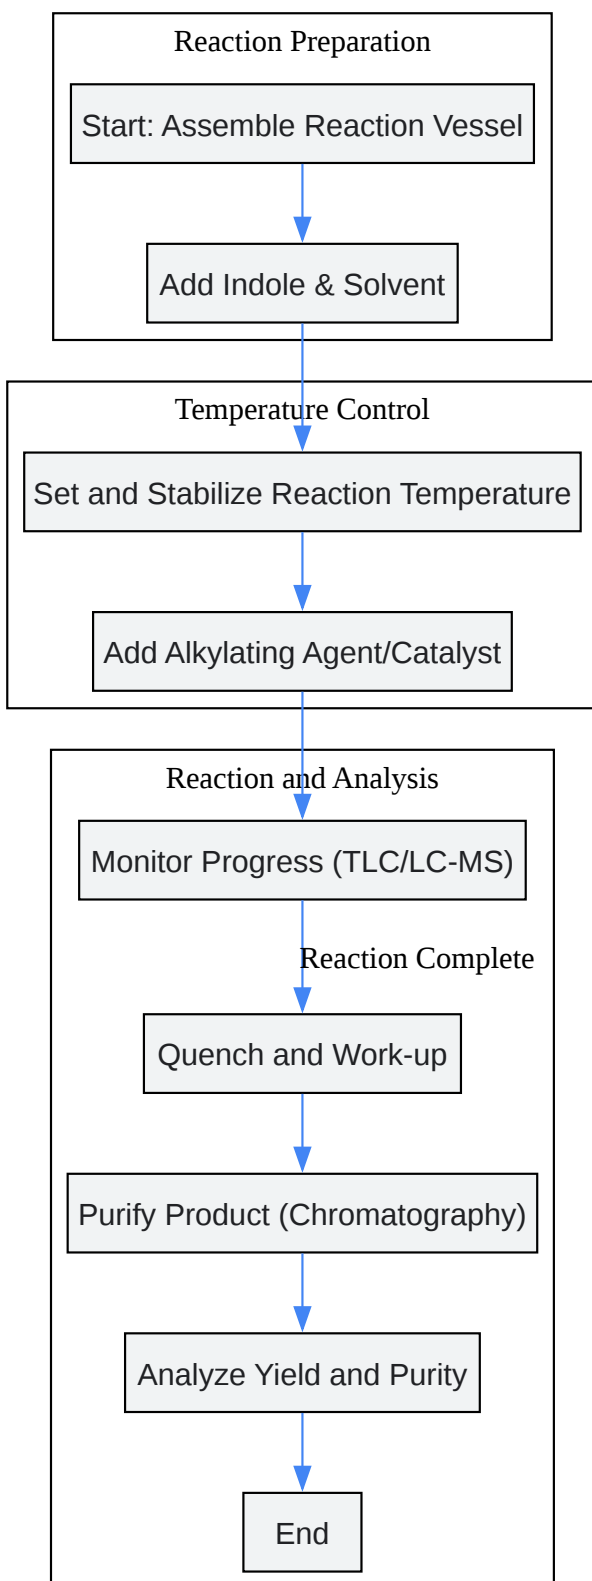 Reaction Preparation
Start: Assemble Reaction Vessel
Add Indole & Solvent
Temperature Control
Set and Stabilize Reaction Temperature
Add Alkylating Agent/Catalyst
Reaction and Analysis
Monitor Progress (TLC/LC-MS)
Reaction Complete
Quench and Work-up
Purify Product (Chromatography)
Analyze Yield and Purity
End